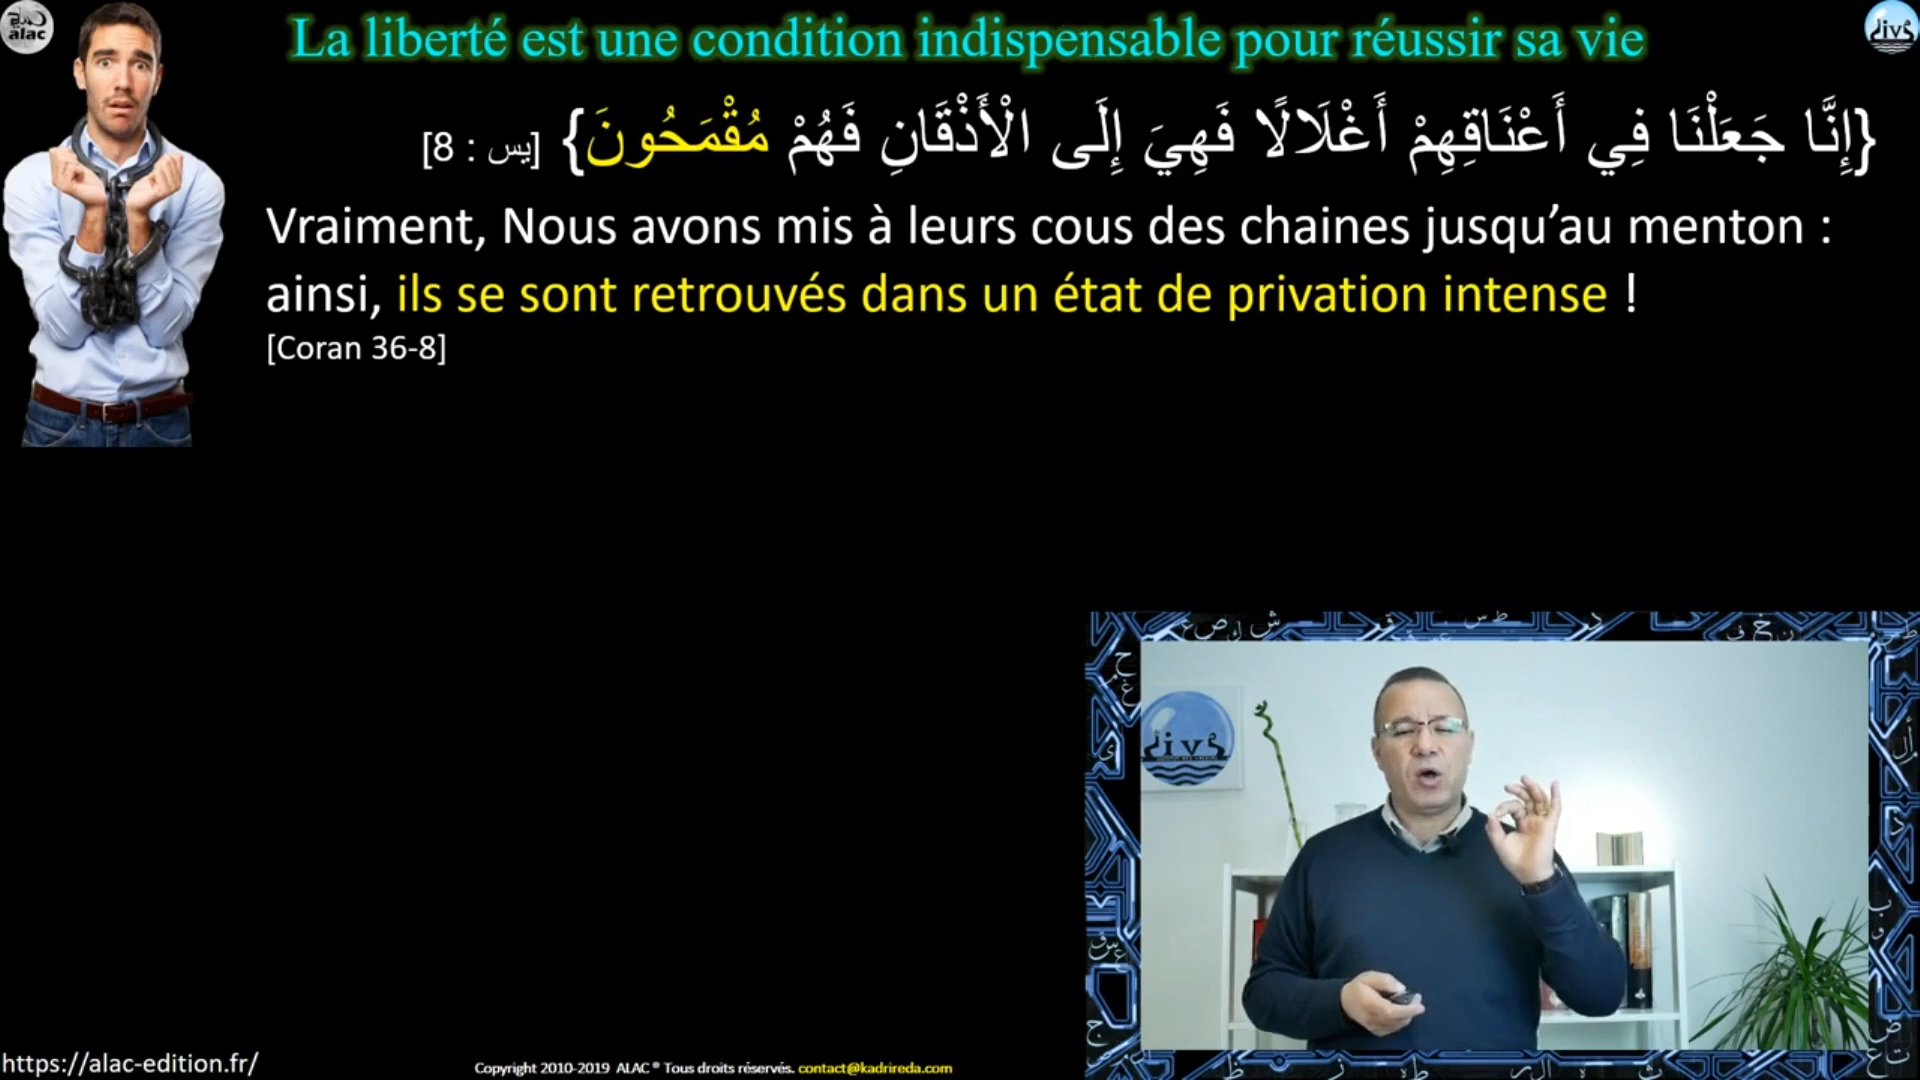 alac
La liberté est une condition indispensable pour réussir sa vie
ivs
{إِنَّا جَعَلْنَا فِي أَعْنَاقِهِمْ أَغْلَالًا فَهِيَ إِلَى الْأَذْقَانِ فَهُمْ مُقْمَحُونَ} [يس : 8]
Vraiment, Nous avons mis à leurs cous des chaines jusqu’au menton :
ainsi, ils se sont retrouvés dans un état de privation intense !
[Coran 36-8]
ivs
https://alac-edition.fr/
Copyright 2010-2019 ALAC ® Tous droits réservés. contact@kadrireda.com